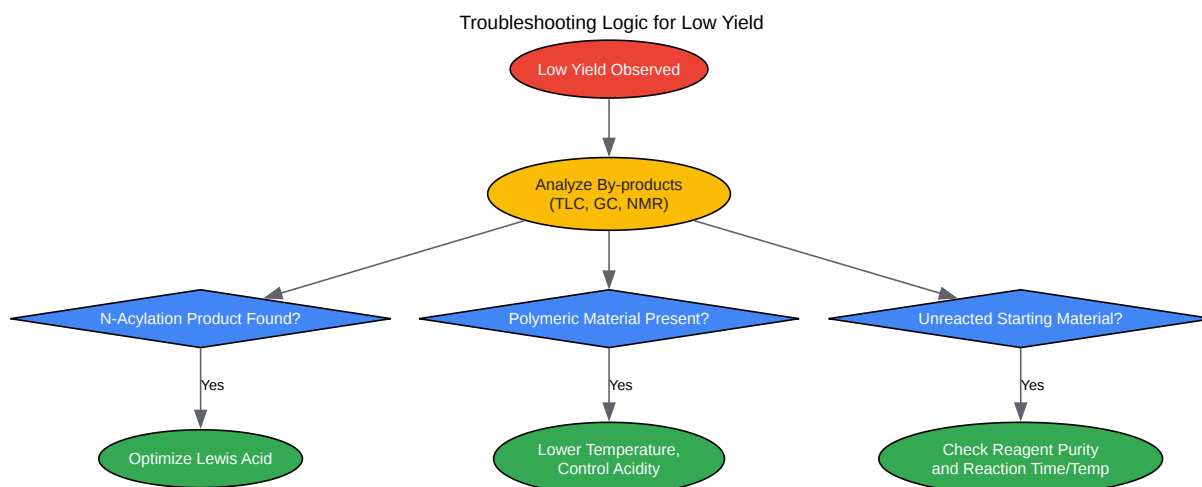 Troubleshooting Logic for Low Yield
Low Yield Observed
Analyze By-products
(TLC, GC, NMR)
N-Acylation Product Found?
Polymeric Material Present?
Unreacted Starting Material?
Yes
Yes
Yes
Optimize Lewis Acid
Lower Temperature,
Control Acidity
Check Reagent Purity
and Reaction Time/Temp